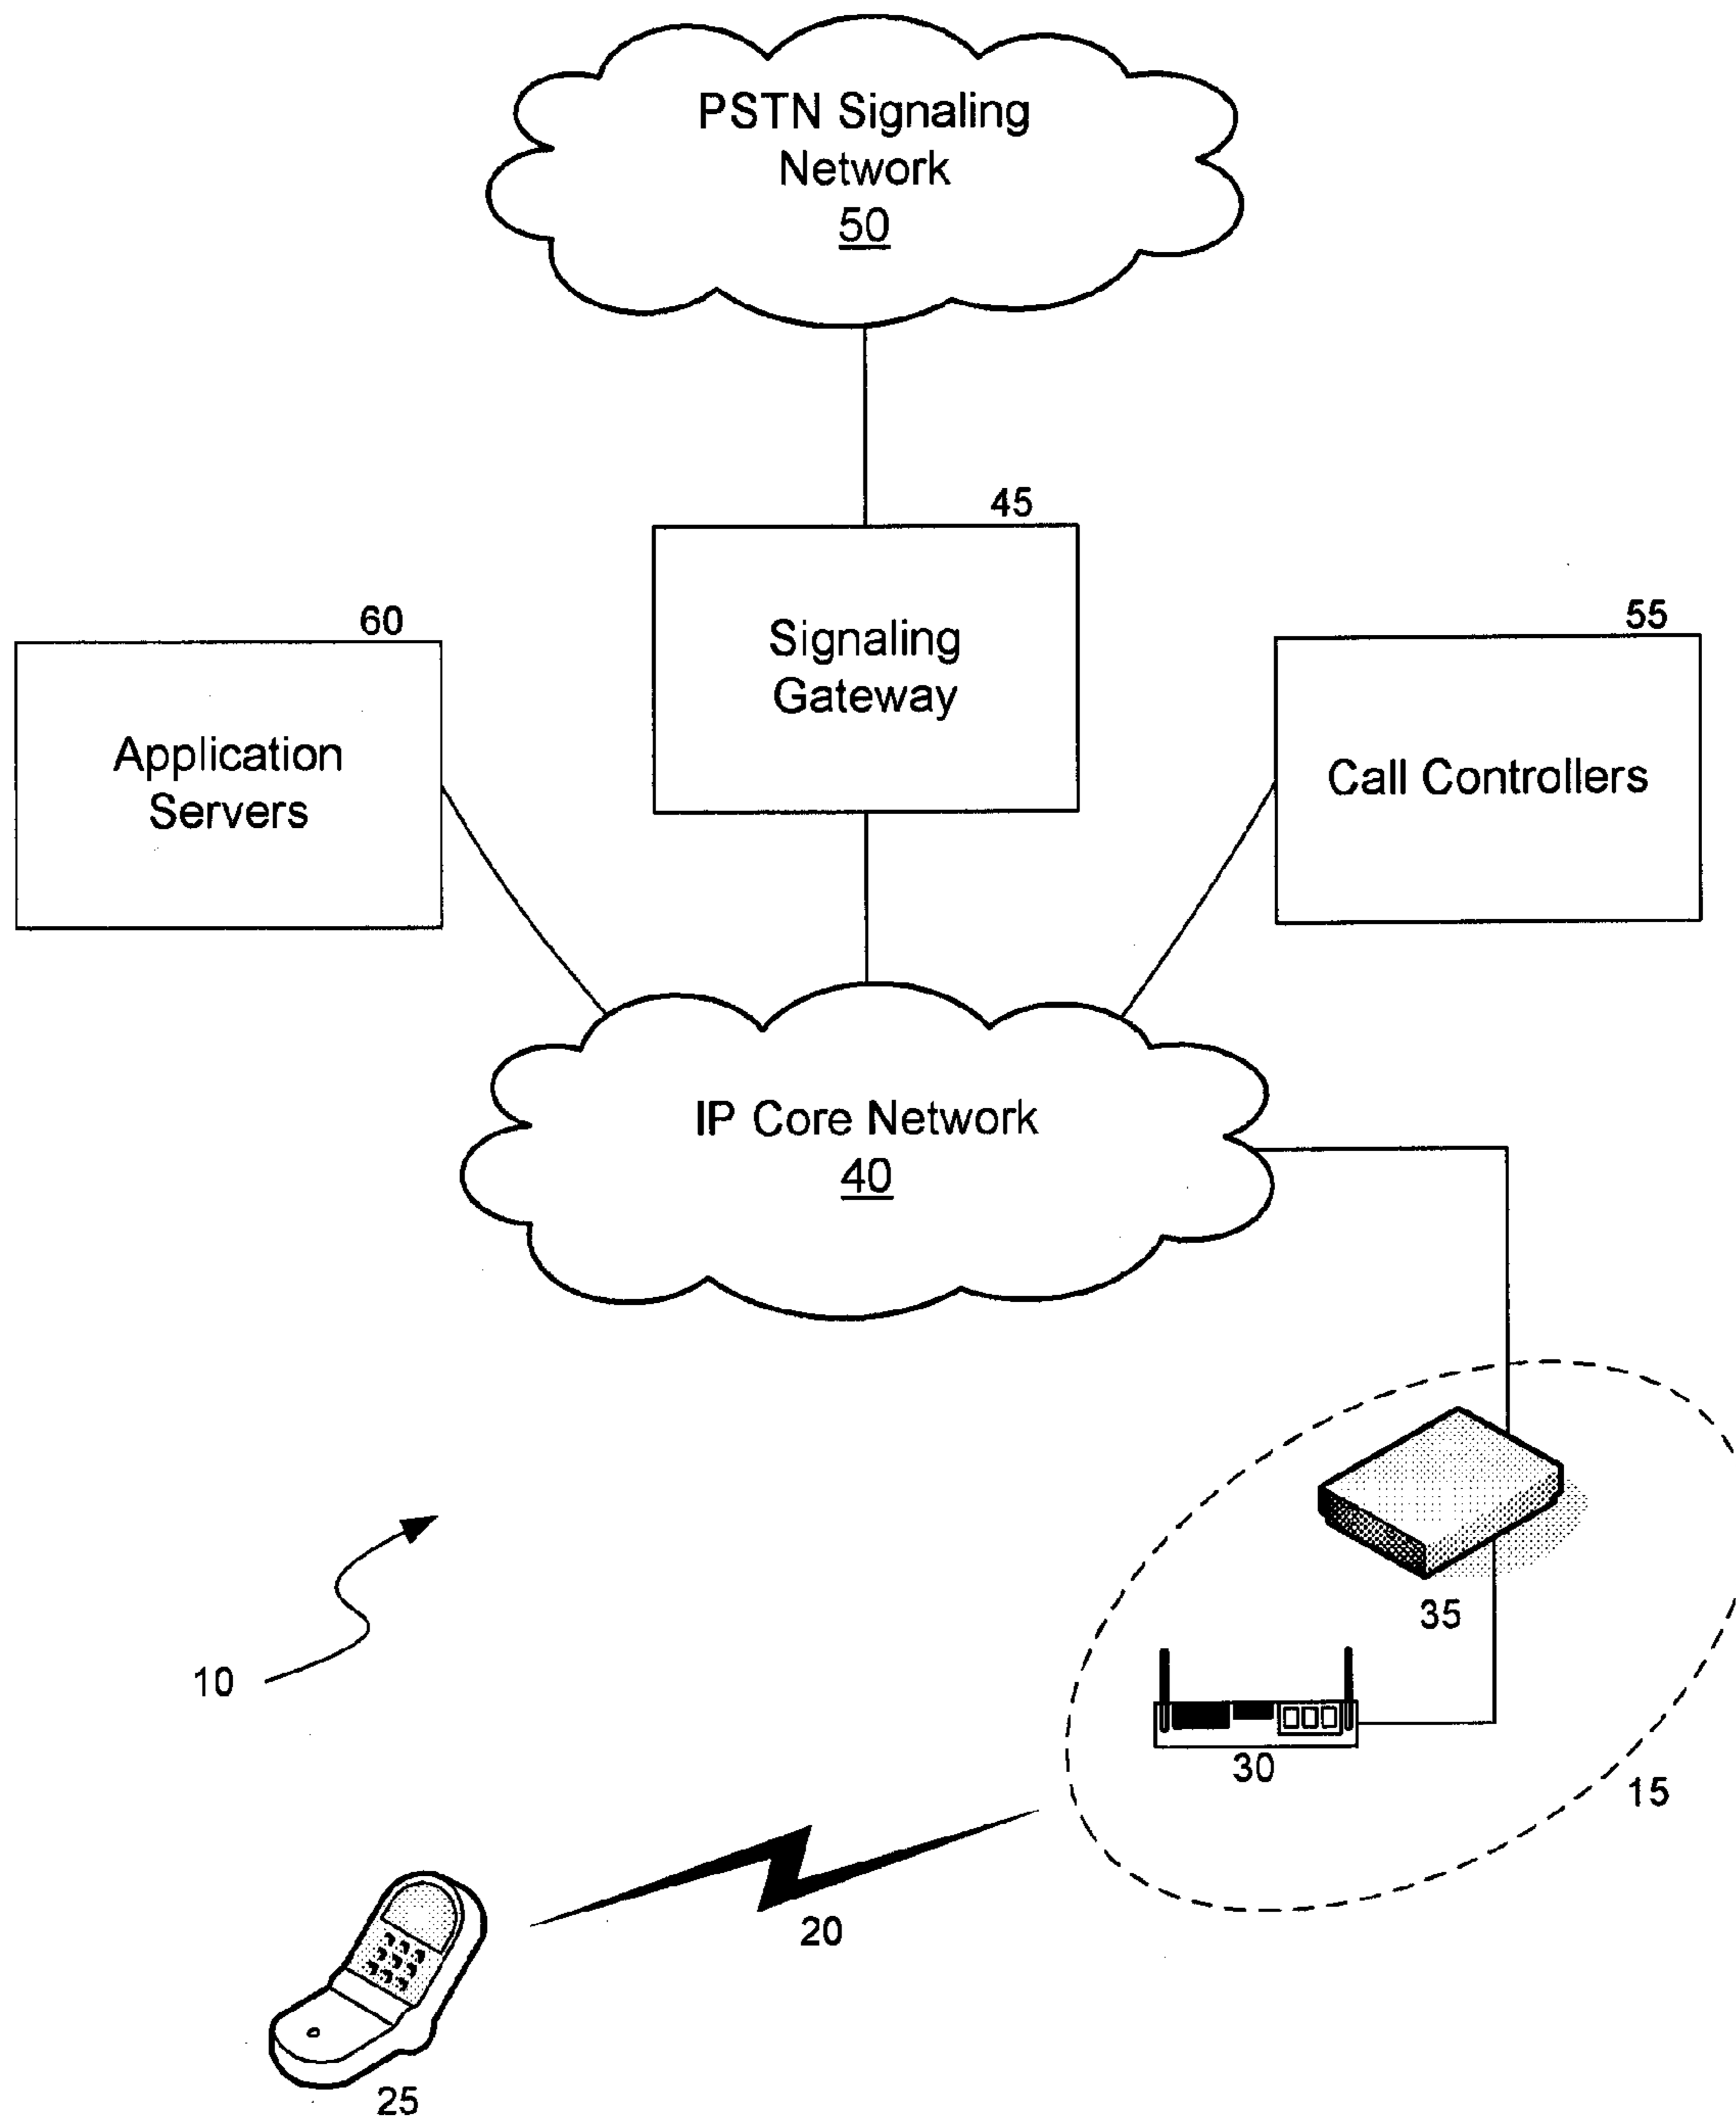 PSTN Signaling
Network
50
45
Signaling
Gateway
60
Application
Servers
55
Call Controllers
IP Core Network
40
35
10
30
15
20
25